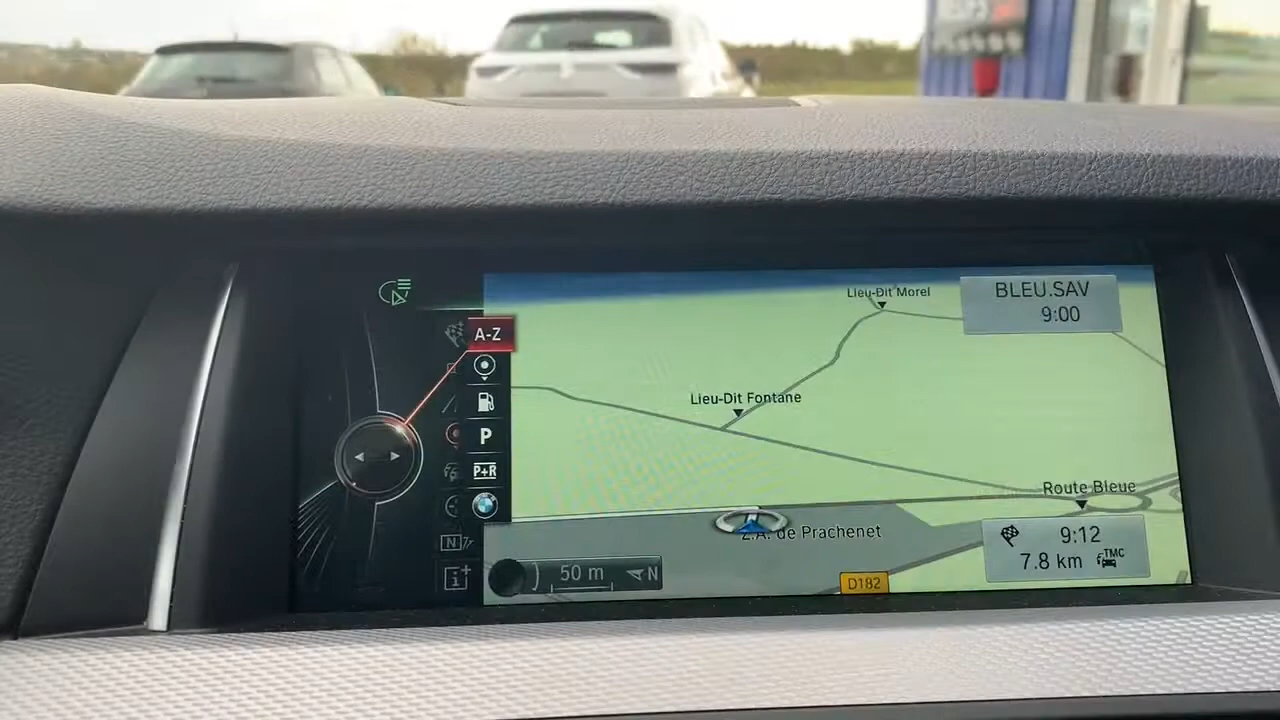 Lieu-Dit Morel
BLEU.SAV
9:00
A-Z
Lieu-Dit Fontane
P
P+R
Route Bleue
Z.A. de Prachenet
9:12
7.8 km TMC
N
i+
50 m N
D182